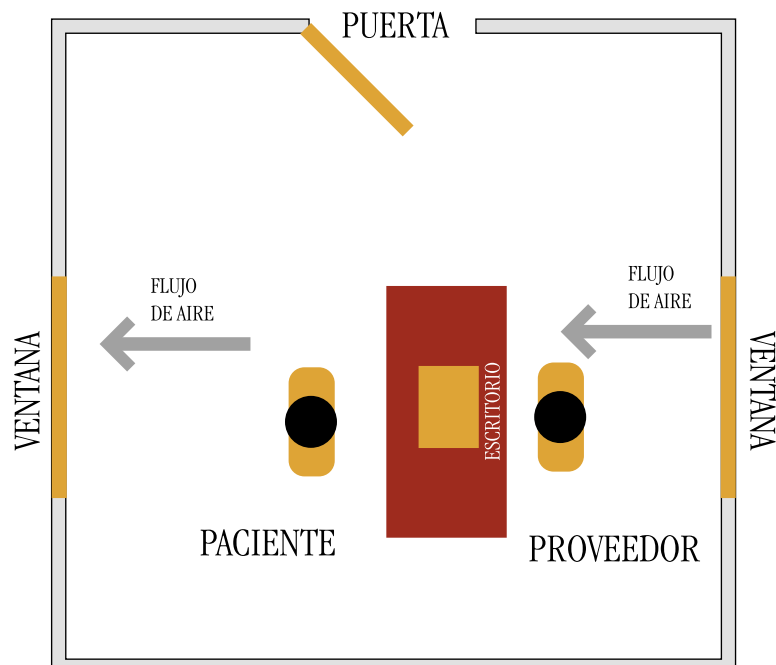 PUERTA
FLUJO
DE AIRE
FLUJO
DE AIRE
VENTANA
ESCRITORIO
VENTANA
PACIENTE
PROVEEDOR